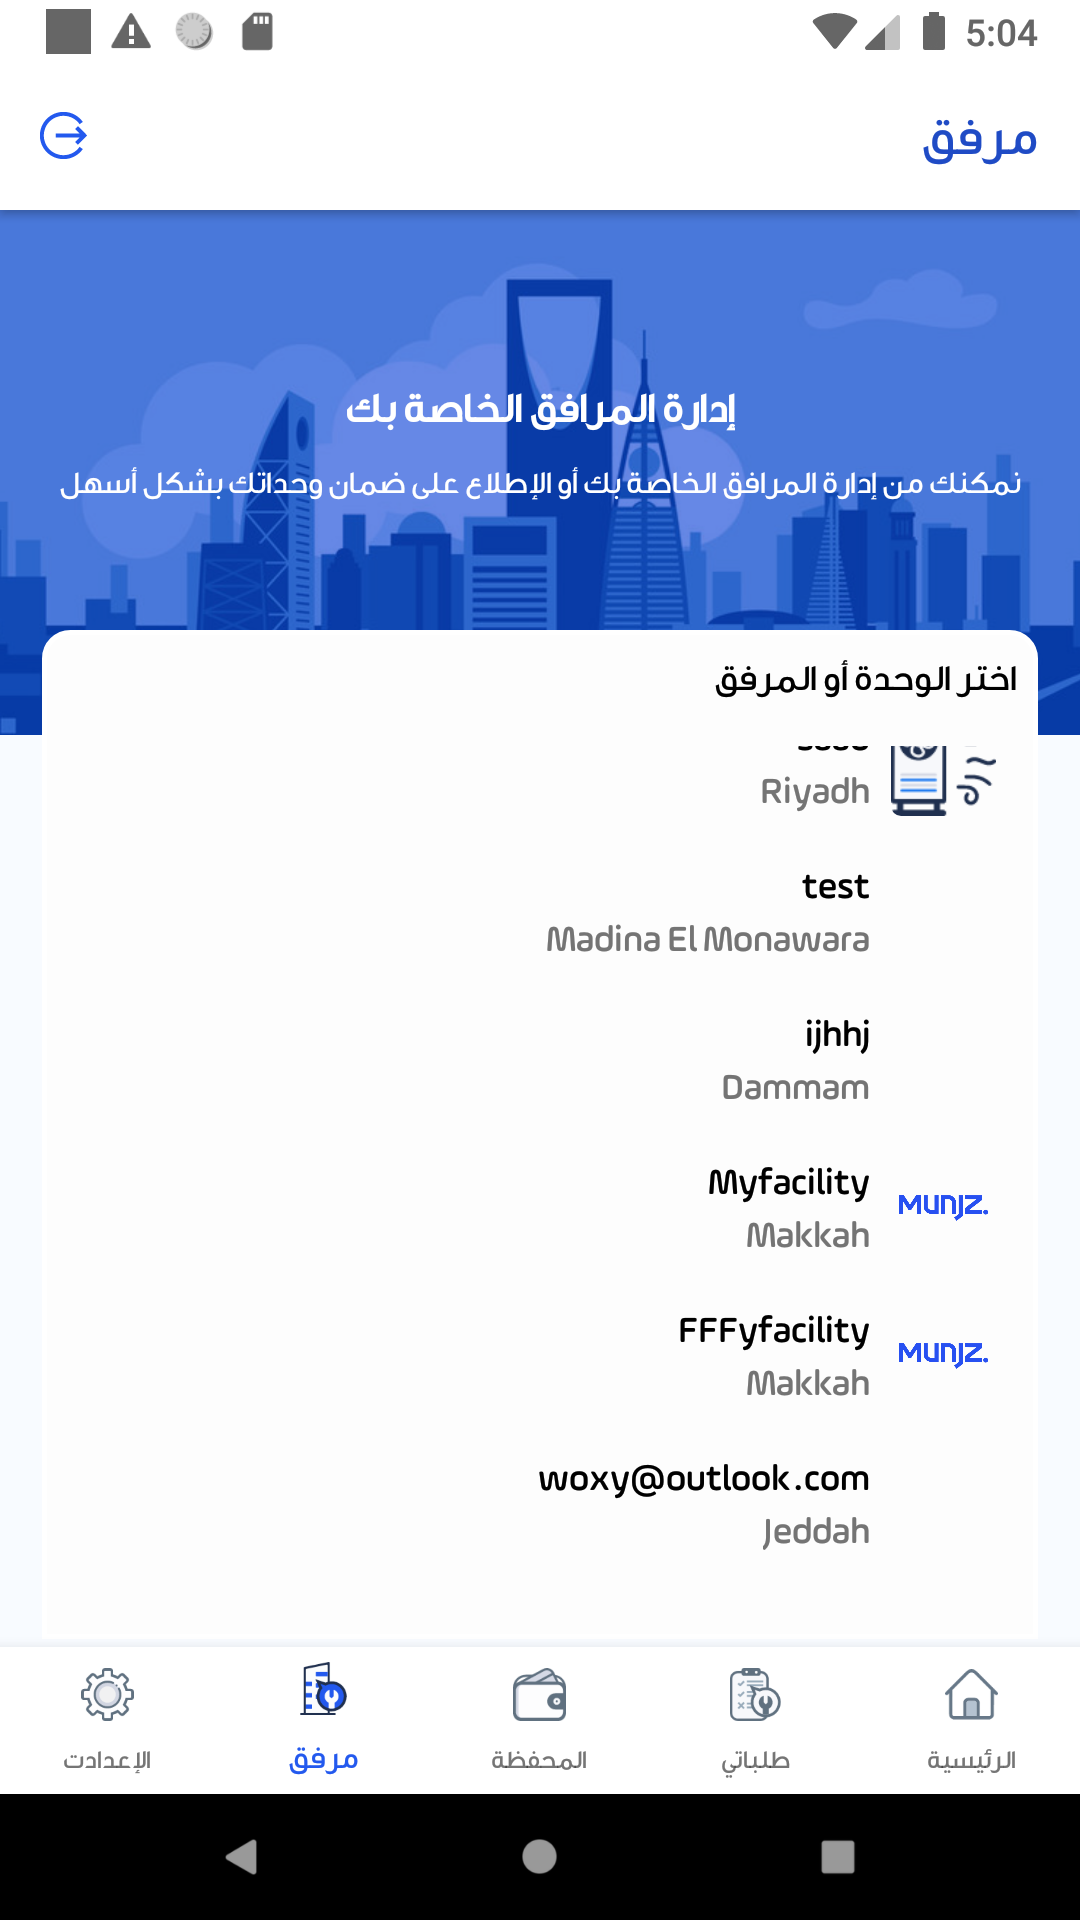 5:04
مرفق
إدارة المرافق الخاصة بك
نمكنك من إدارة المرافق الخاصة بك أو الإطلاع على ضمان وحداتك بشكل أسهل
اختر الوحدة أو المرفق
Riyadh
test
Madina El Monawara
ijhhj
Dammam
Myfacility
Makkah
MUNJZ.
FFFyfacility
Makkah
MUNJZ.
woxy@outlook.com
Jeddah
الرئيسية
طلباتي
المحفظة
مرفق
الإعدادت